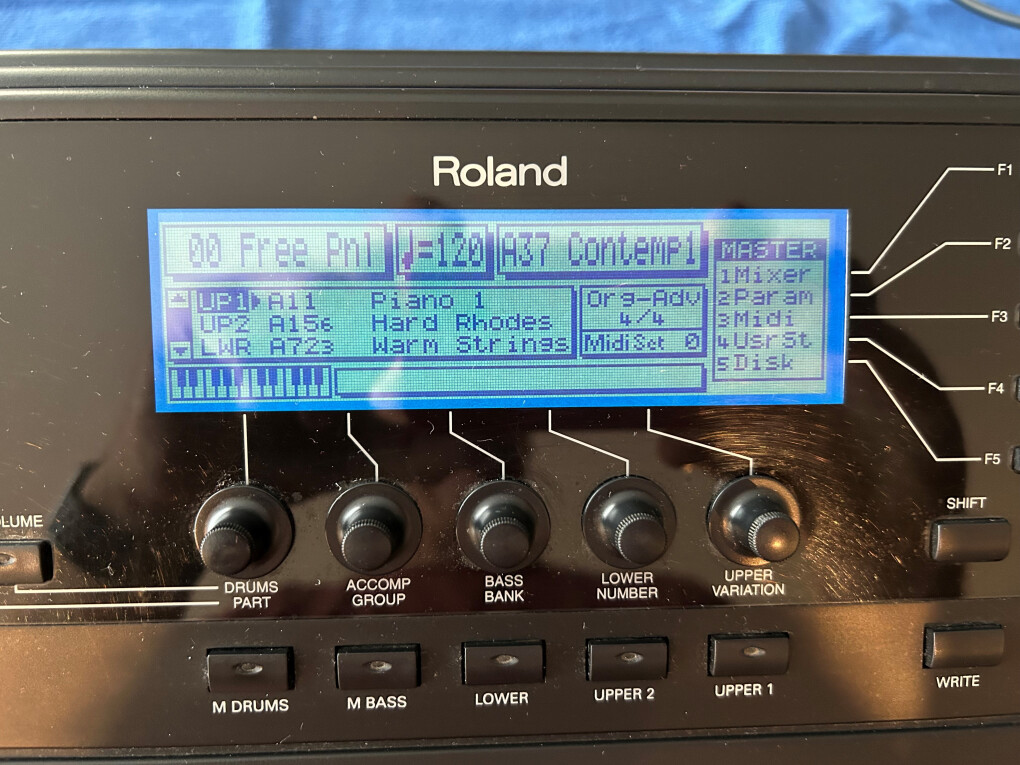 Roland
00 Free Pnl ♩=120 A37 Contemp1
MASTER
1Mixer
2Param
3Midi
4UsrSt
5Disk
UP1 A11 Piano 1
UP2 A156 Hard Rhodes
LWR A723 Warm Strings
Org-Adv
4/4
MidiSet 0
F1
F2
F3
F4
F5
OLUME
DRUMS
PART
ACCOMP
GROUP
BASS
BANK
LOWER
NUMBER
UPPER
VARIATION
SHIFT
M DRUMS
M BASS
LOWER
UPPER 2
UPPER 1
WRITE